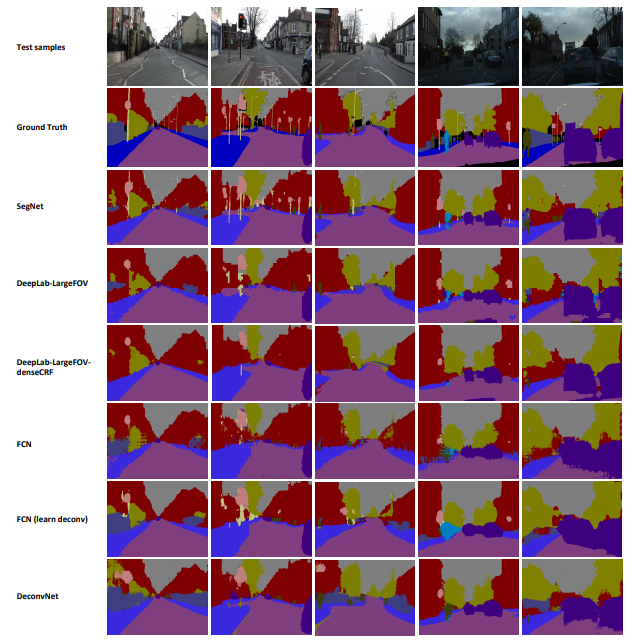 Test samples
Ground Truth
SegNet
DeepLab-LargeFOV
DeepLab-LargeFOV-
denseCRF
FCN
FCN (learn deconv)
DeconvNet